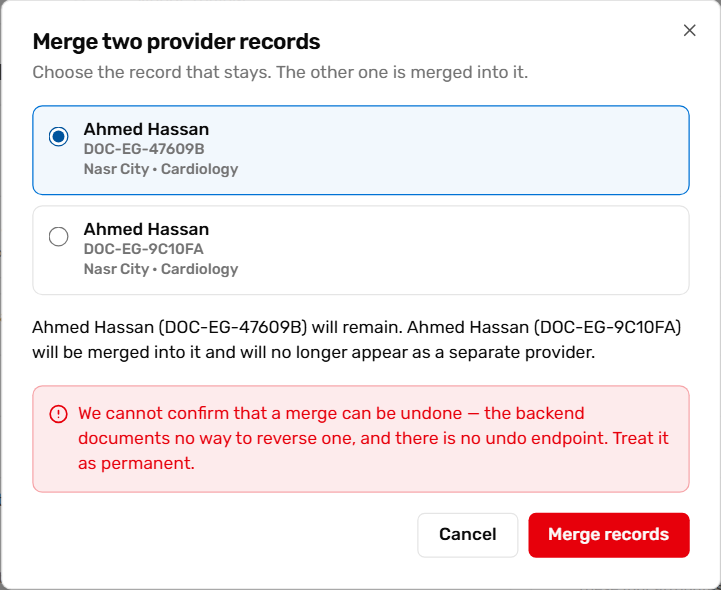 Merge two provider records
Choose the record that stays. The other one is merged into it.
Ahmed Hassan
DOC-EG-47609B
Nasr City • Cardiology
Ahmed Hassan
DOC-EG-9C10FA
Nasr City • Cardiology
Ahmed Hassan (DOC-EG-47609B) will remain. Ahmed Hassan (DOC-EG-9C10FA)
will be merged into it and will no longer appear as a separate provider.
We cannot confirm that a merge can be undone — the backend
documents no way to reverse one, and there is no undo endpoint. Treat it
as permanent.
Cancel
Merge records